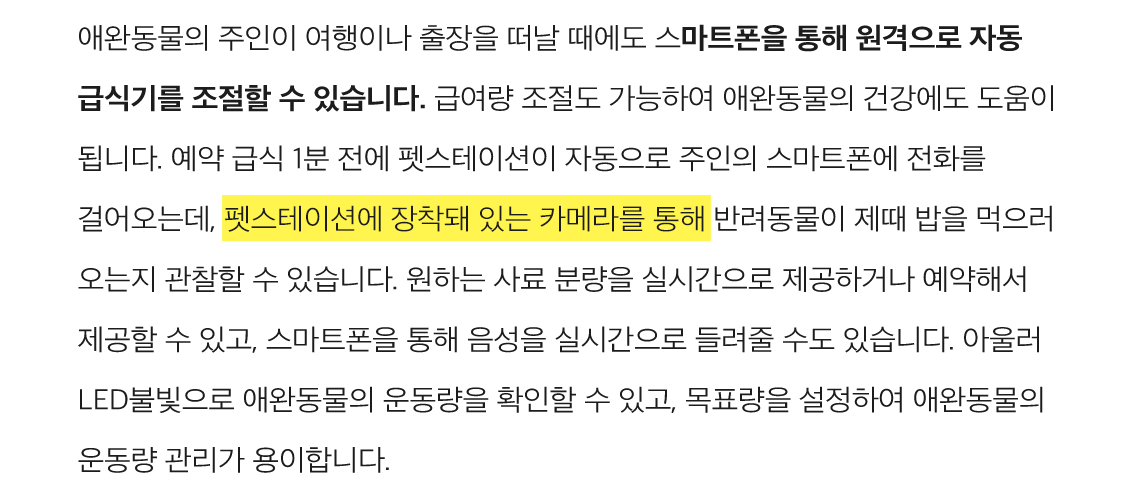 애완동물의 주인이 여행이나 출장을 떠날 때에도 스마트폰을 통해 원격으로 자동
급식기를 조절할 수 있습니다. 급여량 조절도 가능하여 애완동물의 건강에도 도움이
됩니다. 예약 급식 1분 전에 펫스테이션이 자동으로 주인의 스마트폰에 전화를
걸어오는데, 펫스테이션에 장착돼 있는 카메라를 통해 반려동물이 제때 밥을 먹으러
오는지 관찰할 수 있습니다. 원하는 사료 분량을 실시간으로 제공하거나 예약해서
제공할 수 있고, 스마트폰을 통해 음성을 실시간으로 들려줄 수도 있습니다. 아울러
LED불빛으로 애완동물의 운동량을 확인할 수 있고, 목표량을 설정하여 애완동물의
운동량 관리가 용이합니다.